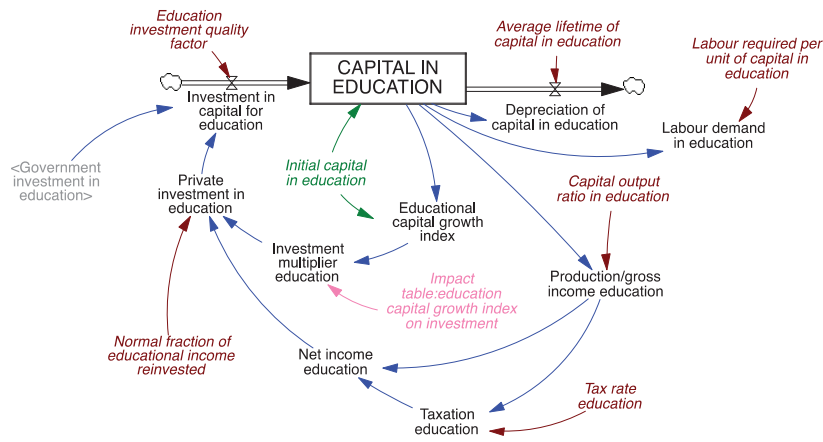 Education
investment quality
factor
CAPITAL IN
EDUCATION
Average lifetime of
capital in education
Labour required per
unit of capital in
education
Investment in
capital for
education
Depreciation of
capital in education
Labour demand
in education
<Government
investment in
education>
Private
investment in
education
Initial capital
in education
Capital output
ratio in education
Educational
capital growth
index
Investment
multiplier
education
Impact
table:education
capital growth index
on investment
Production/gross
income education
Normal fraction of
educational income
reinvested
Net income
education
Taxation
education
Tax rate
education